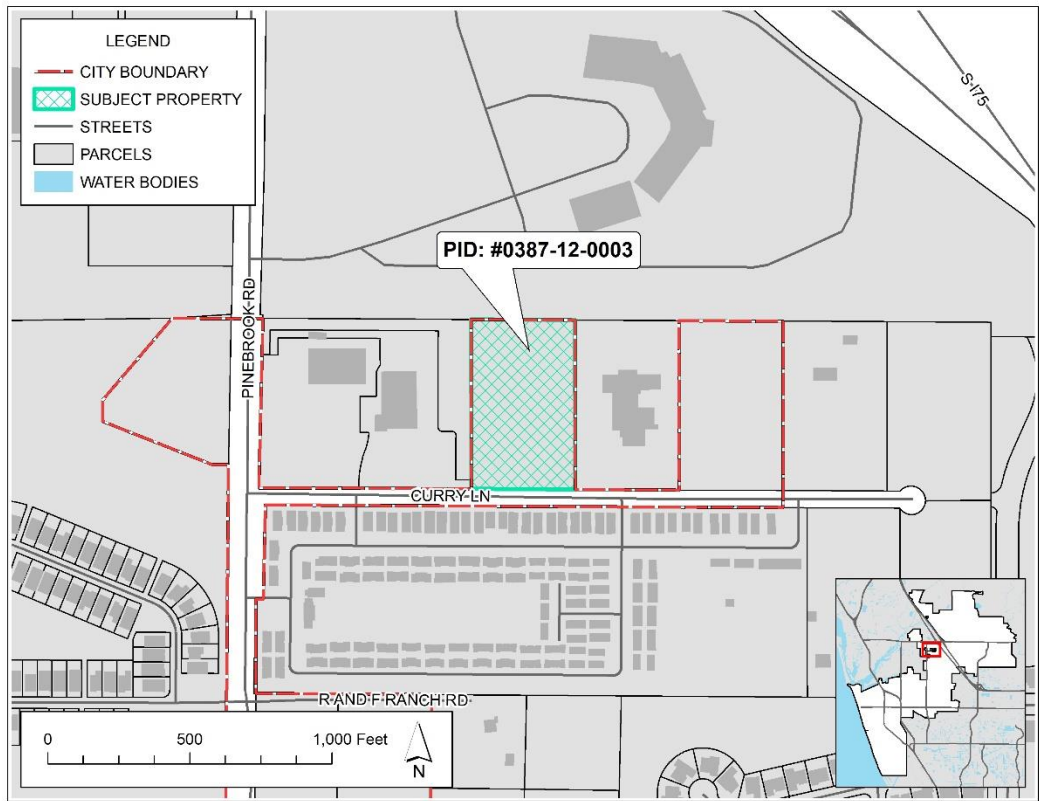 LEGEND
CITY BOUNDARY
SUBJECT PROPERTY
STREETS
PARCELS
WATER BODIES
S-I75
PID: #0387-12-0003
PINEBROOK RD
CURRY LN
R AND F RANCH RD
0 500 1,000 Feet
N